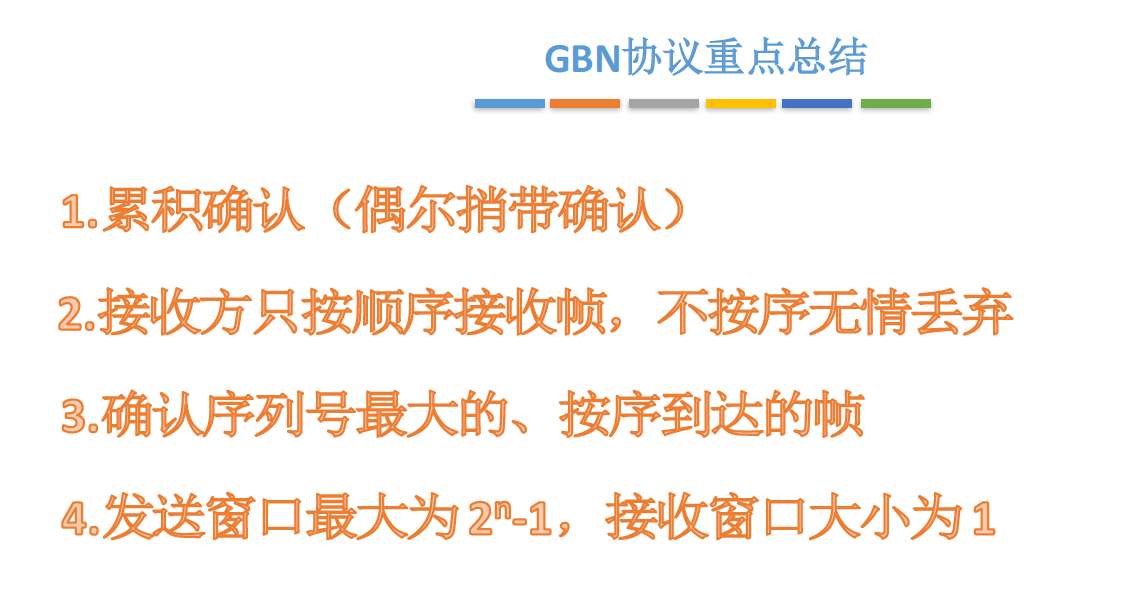 GBN协议重点总结
1.累积确认（偶尔捎带确认）
2.接收方只按顺序接收帧，不按序无情丢弃
3.确认序列号最大的、按序到达的帧
4.发送窗口最大为 2ⁿ-1，接收窗口大小为 1